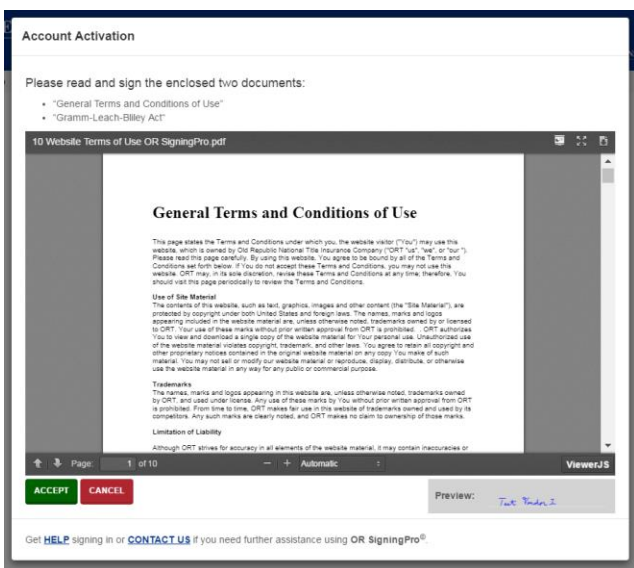 Account Activation
Please read and sign the enclosed two documents:
• "General Terms and Conditions of Use"
• "Gramm-Leach-Bliley Act"
10 Website Terms of Use OR SigningPro.pdf
General Terms and Conditions of Use
This page states the Terms and Conditions under which you, the website visitor ("You") may use this
website, which is owned by Old Republic National Title Insurance Company ("ORT "us", "we", or "our ").
Please read this page carefully. By using this website, You agree to be bound by all of the Terms and
Conditions set forth below. If You do not accept these Terms and Conditions, you may not use this
website. ORT may, in its sole discretion, revise these Terms and Conditions at any time; therefore, You
should visit this page periodically to review the Terms and Conditions.
Use of Site Material
The contents of this website, such as text, graphics, images and other content (the "Site Material"), are
protected by copyright under both United States and foreign laws. The names, marks and logos
appearing included in the website material are, unless otherwise noted, trademarks owned by or licensed
to ORT. Your use of these marks without prior written approval from ORT is prohibited. . ORT authorizes
You to view and download a single copy of the website material for Your personal use. Unauthorized use
of the website material violates copyright, trademark, and other laws. You agree to retain all copyright and
other proprietary notices contained in the original website material on any copy You make of such
material. You may not sell or modify our website material or reproduce, display, distribute, or otherwise
use the website material in any way for any public or commercial purpose.
Trademarks
The names, marks and logos appearing in this website are, unless otherwise noted, trademarks owned
by ORT, and used under license. Any use of these marks by You without prior written approval from ORT
is prohibited. From time to time, ORT makes fair use in this website of trademarks owned and used by its
competitors. Any such marks are clearly noted, and ORT makes no claim to ownership of those marks.
Limitation of Liability
Although ORT strives for accuracy in all elements of the website material, it may contain inaccuracies or
Page: 1 of 10 − + Automatic ViewerJS
ACCEPT CANCEL Preview:
Get HELP signing in or CONTACT US if you need further assistance using OR SigningPro®.